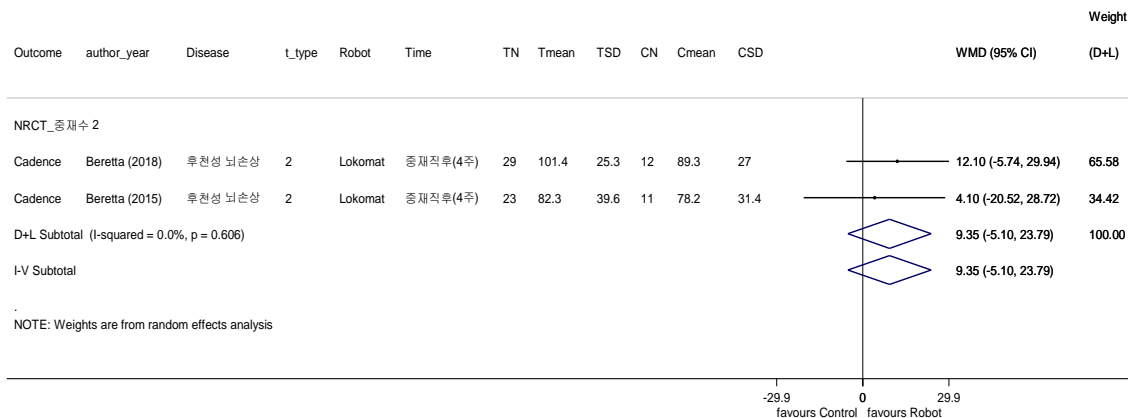 Weight
Outcome author_year Disease t_type Robot Time TN Tmean TSD CN Cmean CSD WMD (95% CI) (D+L)
NRCT_중재수 2
Cadence Beretta (2018) 후천성 뇌손상 2 Lokomat 중재직후(4주) 29 101.4 25.3 12 89.3 27 12.10 (-5.74, 29.94) 65.58
Cadence Beretta (2015) 후천성 뇌손상 2 Lokomat 중재직후(4주) 23 82.3 39.6 11 78.2 31.4 4.10 (-20.52, 28.72) 34.42
D+L Subtotal (I-squared = 0.0%, p = 0.606) 9.35 (-5.10, 23.79) 100.00
I-V Subtotal 9.35 (-5.10, 23.79)
.
NOTE: Weights are from random effects analysis
-29.9 0 29.9
favours Control favours Robot